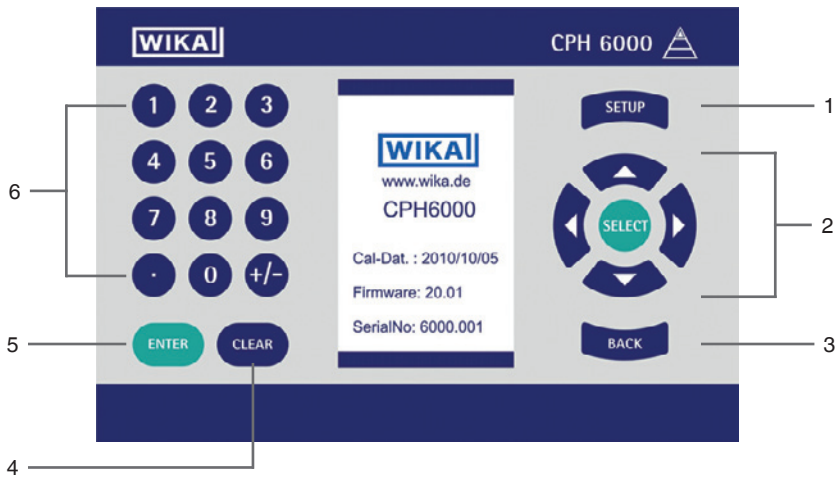 WIKA
CPH 6000
1 2 3
4 5 6
7 8 9
. 0 +/-
ENTER CLEAR
WIKA
www.wika.de
CPH6000
Cal-Dat. : 2010/10/05
Firmware: 20.01
SerialNo: 6000.001
SETUP
SELECT
BACK
1
2
3
4
5
6